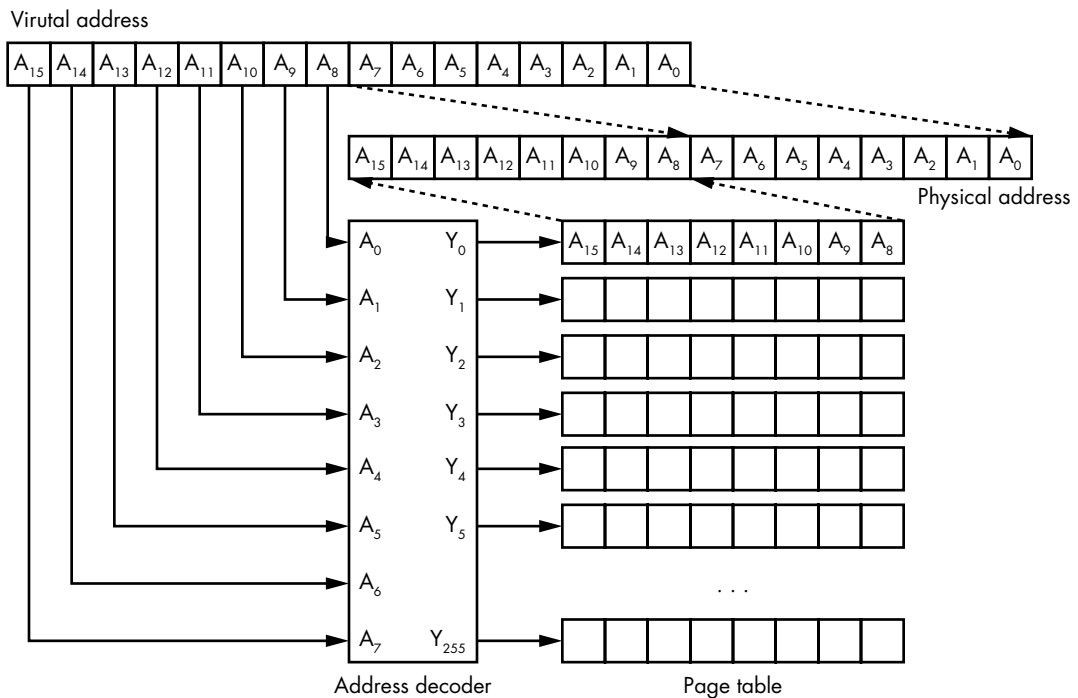 Virutal address
A15 A14 A13 A12 A11 A10 A9 A8 A7 A6 A5 A4 A3 A2 A1 A0
A15 A14 A13 A12 A11 A10 A9 A8 A7 A6 A5 A4 A3 A2 A1 A0
Physical address
A0 Y0 A15 A14 A13 A12 A11 A10 A9 A8
A1 Y1
A2 Y2
A3 Y3
A4 Y4
A5 Y5
A6 . . .
A7 Y255
Address decoder Page table